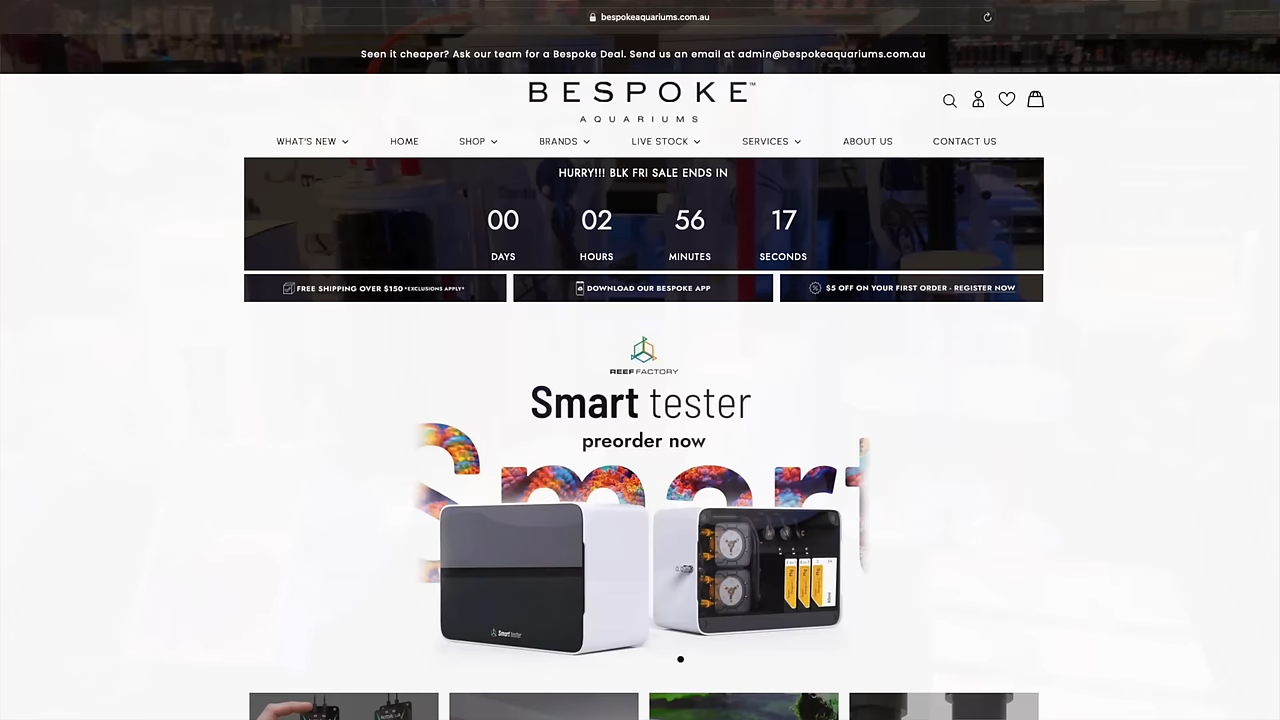 bespokeaquariums.com.au
Seen it cheaper? Ask our team for a Bespoke Deal. Send us an email at admin@bespokeaquariums.com.au
BESPOKE™
AQUARIUMS
WHAT'S NEW HOME SHOP BRANDS LIVE STOCK SERVICES ABOUT US CONTACT US
HURRY!!! BLK FRI SALE ENDS IN
00 02 56 17
DAYS HOURS MINUTES SECONDS
FREE SHIPPING OVER $150 *EXCLUSIONS APPLY*
DOWNLOAD OUR BESPOKE APP
$5 OFF ON YOUR FIRST ORDER - REGISTER NOW
REEF FACTORY
Smart tester
preorder now
Smart
Smart tester